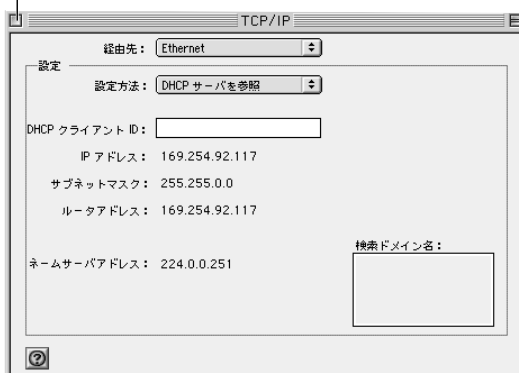 TCP/IP
経由先： Ethernet
設定
設定方法： DHCP サーバを参照
DHCP クライアント ID：
IP アドレス： 169.254.92.117
サブネットマスク： 255.255.0.0
ルータアドレス： 169.254.92.117
検索ドメイン名：
ネームサーバアドレス： 224.0.0.251
?